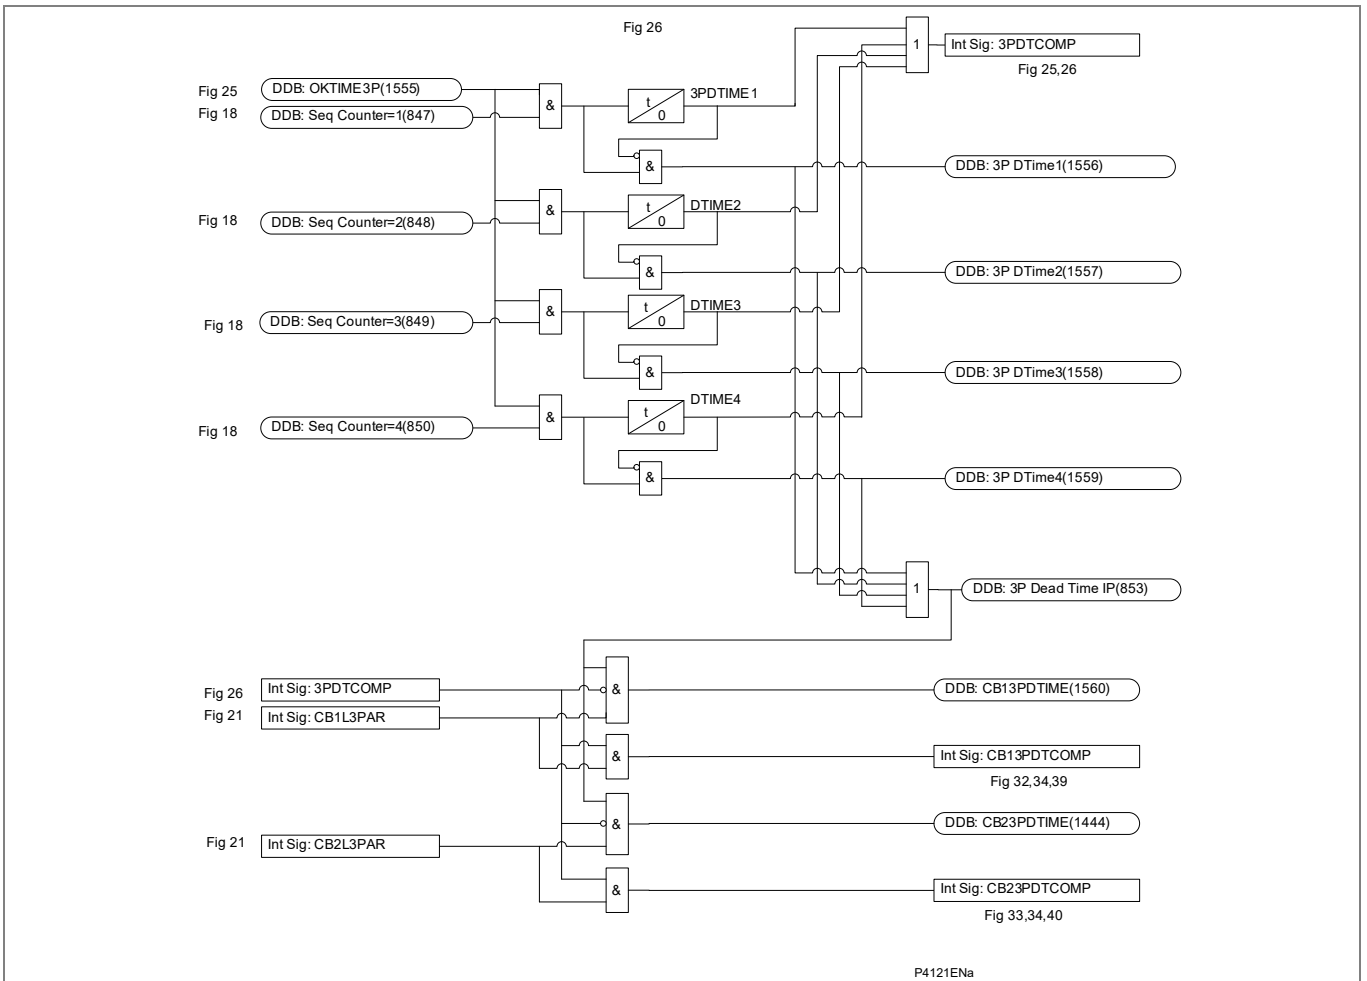 Fig 26
1
Int Sig: 3PDTCOMP
Fig 25,26
Fig 25
DDB: OKTIME3P(1555)
&
t
0
3PDTIME1
Fig 18
DDB: Seq Counter=1(847)
&
DDB: 3P DTime1(1556)
Fig 18
DDB: Seq Counter=2(848)
&
t
0
DTIME2
&
DDB: 3P DTime2(1557)
Fig 18
DDB: Seq Counter=3(849)
&
t
0
DTIME3
&
DDB: 3P DTime3(1558)
Fig 18
DDB: Seq Counter=4(850)
&
t
0
DTIME4
&
DDB: 3P DTime4(1559)
1
DDB: 3P Dead Time IP(853)
Fig 26
Int Sig: 3PDTCOMP
&
DDB: CB13PDTIME(1560)
Fig 21
Int Sig: CB1L3PAR
&
Int Sig: CB13PDTCOMP
Fig 32,34,39
&
DDB: CB23PDTIME(1444)
Fig 21
Int Sig: CB2L3PAR
&
Int Sig: CB23PDTCOMP
Fig 33,34,40
P4121ENa